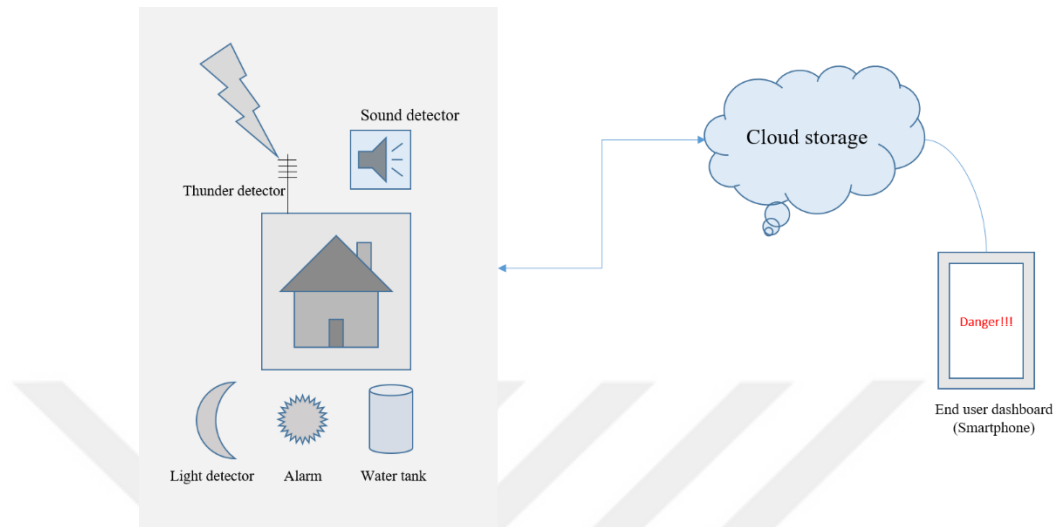 Sound detector
Thunder detector
Cloud storage
Danger!!!
Light detector
Alarm
Water tank
End user dashboard
(Smartphone)